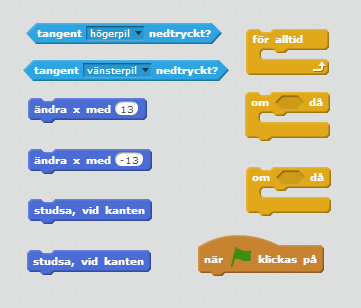 tangent högerpil nedtryckt?
tangent vänsterpil nedtryckt?
ändra x med 13
ändra x med -13
studsa, vid kanten
studsa, vid kanten
för alltid
om då
om då
när klickas på